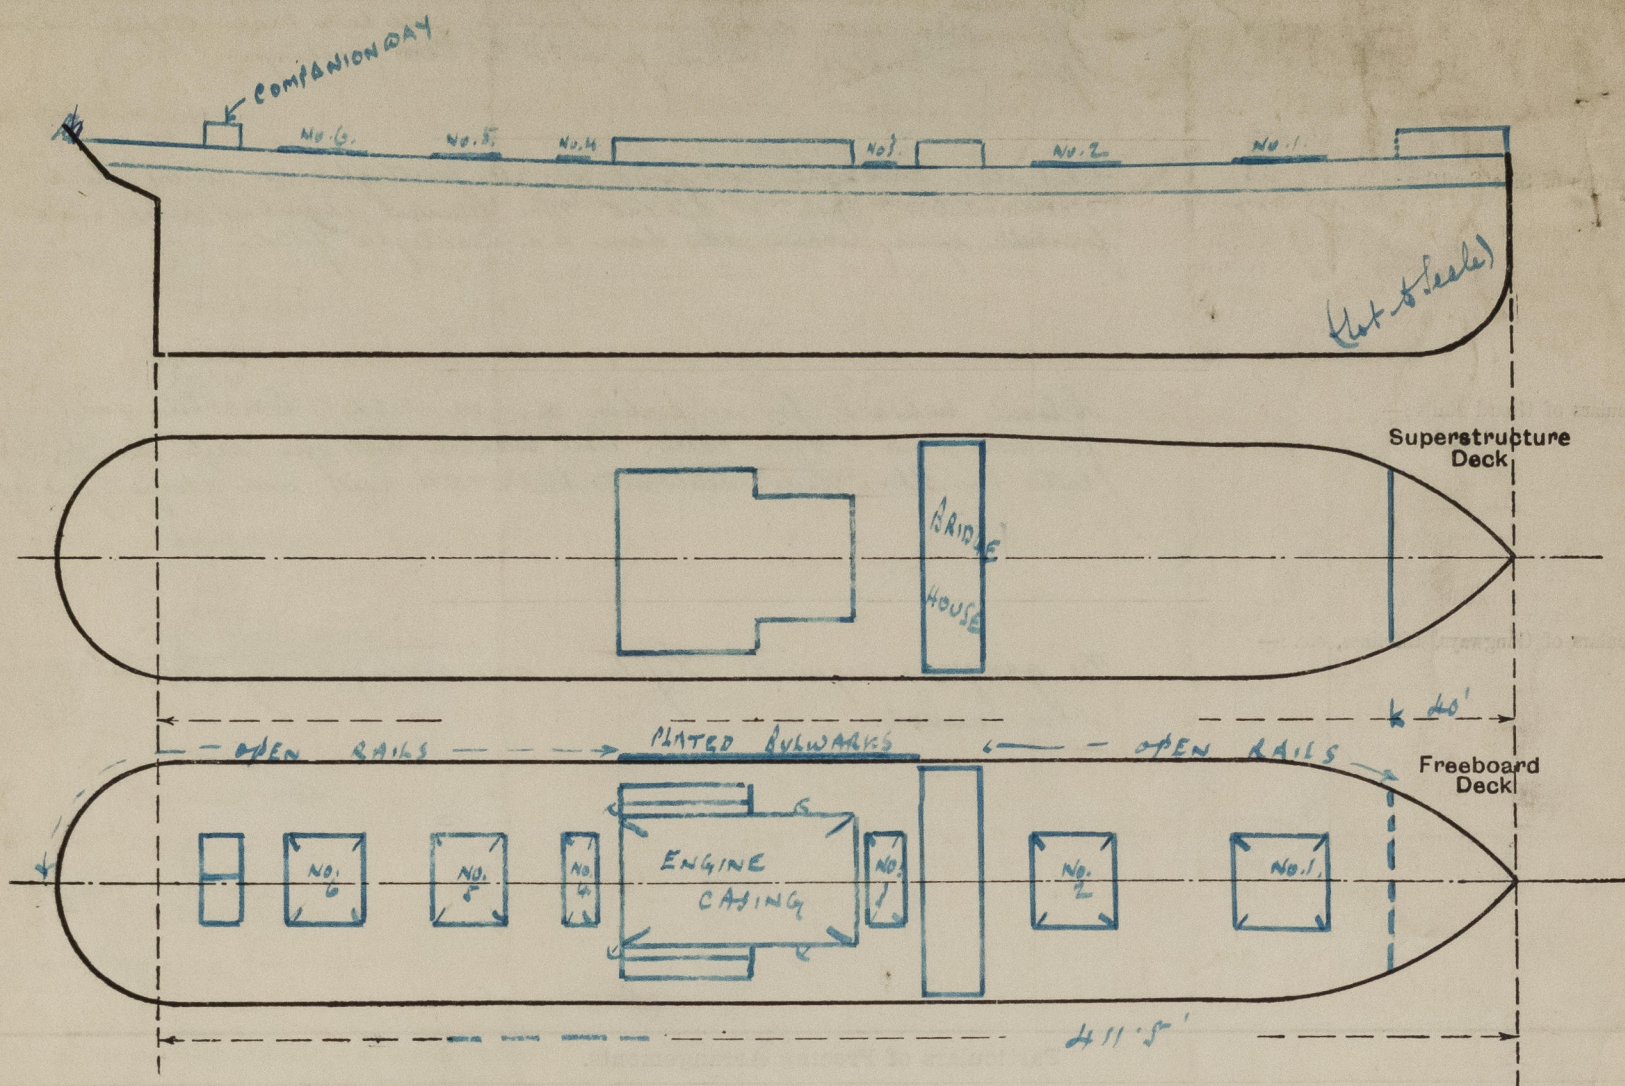 COMPANIONWAY
No.6.
No.5.
No.4
No3.
No.2
No.1.
(Not to Scale)
Superstructure
Deck
BRIDGE
HOUSE
40'
OPEN RAILS
PLATED BULWARKS
OPEN RAILS
Freeboard
Deck
NO.
6
NO.
5
NO.
4
ENGINE
CASING
NO.
3
NO.
2
NO.1.
411.5'